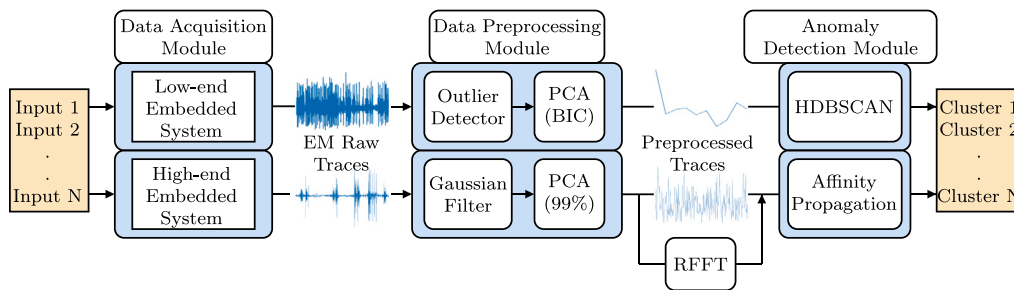 Data Acquisition
Module
Data Preprocessing
Module
Anomaly
Detection Module
Input 1
Input 2
.
.
Input N
Low-end
Embedded
System
High-end
Embedded
System
EM Raw
Traces
Outlier
Detector
PCA
(BIC)
Gaussian
Filter
PCA
(99%)
Preprocessed
Traces
RFFT
HDBSCAN
Affinity
Propagation
Cluster 1
Cluster 2
.
.
Cluster N